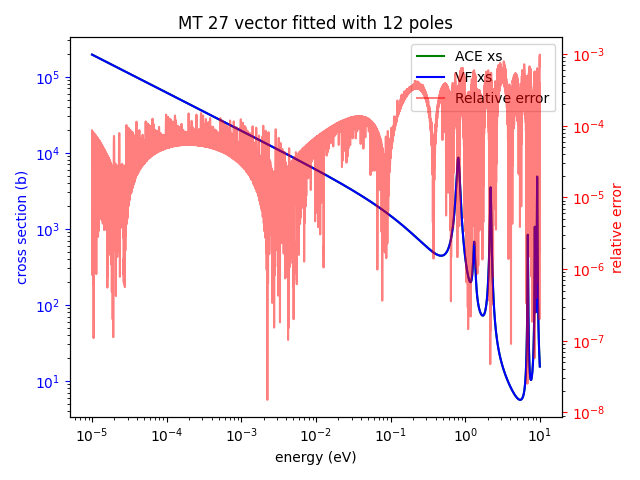 MT 27 vector fitted with 12 poles
ACE xs
VF xs
Relative error
cross section (b)
10⁵
10⁴
10³
10²
10¹
relative error
10⁻³
10⁻⁴
10⁻⁵
10⁻⁶
10⁻⁷
10⁻⁸
10⁻⁵ 10⁻⁴ 10⁻³ 10⁻² 10⁻¹ 10⁰ 10¹
energy (eV)